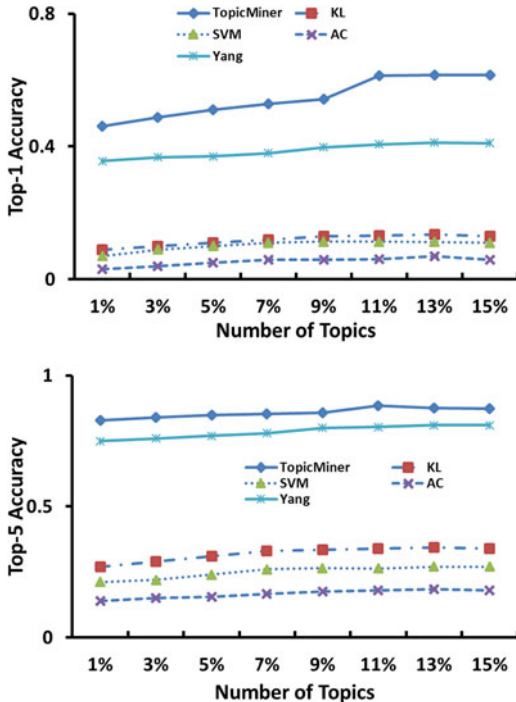 0.8
TopicMiner KL
SVM AC
Yang
Top-1 Accuracy
0.4
0
1% 3% 5% 7% 9% 11% 13% 15%
Number of Topics
1
TopicMiner KL
SVM AC
Yang
Top-5 Accuracy
0.5
0
1% 3% 5% 7% 9% 11% 13% 15%
Number of Topics